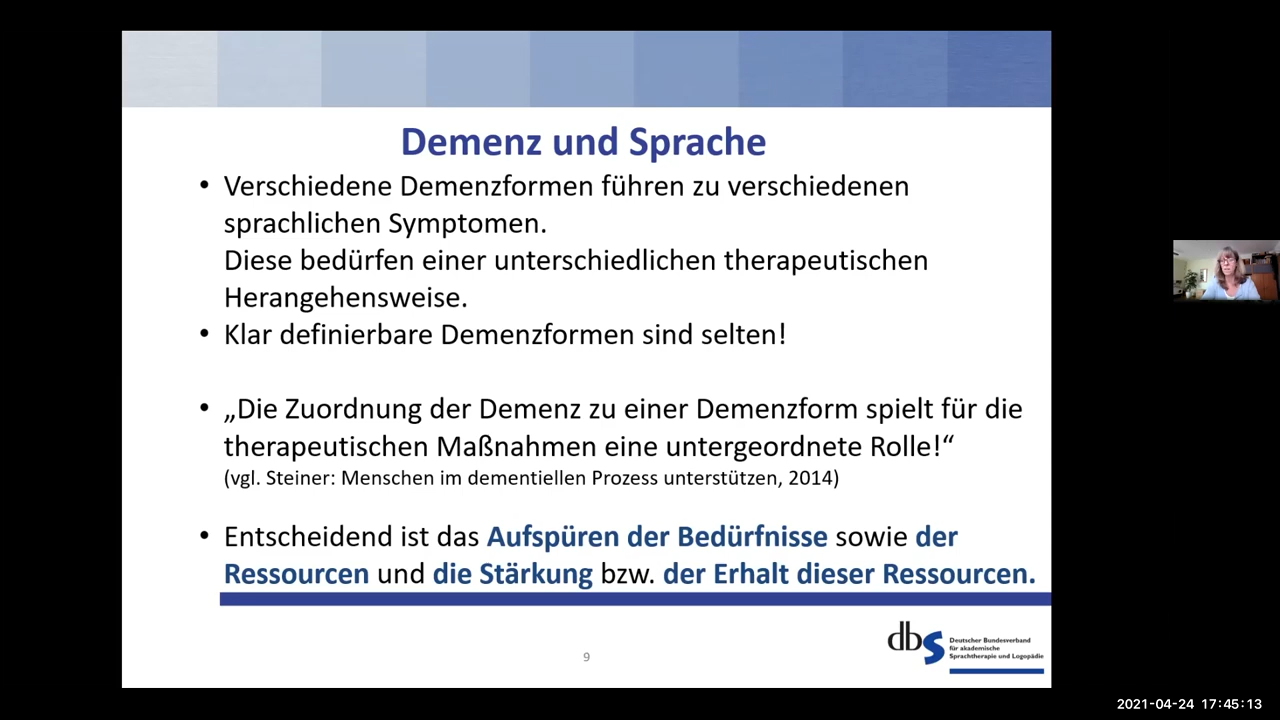 Demenz und Sprache
• Verschiedene Demenzformen führen zu verschiedenen
sprachlichen Symptomen.
Diese bedürfen einer unterschiedlichen therapeutischen
Herangehensweise.
• Klar definierbare Demenzformen sind selten!
• „Die Zuordnung der Demenz zu einer Demenzform spielt für die
therapeutischen Maßnahmen eine untergeordnete Rolle!“
(vgl. Steiner: Menschen im dementiellen Prozess unterstützen, 2014)
• Entscheidend ist das Aufspüren der Bedürfnisse sowie der
Ressourcen und die Stärkung bzw. der Erhalt dieser Ressourcen.
9
dbs
Deutscher Bundesverband
für akademische
Sprachtherapie und Logopädie
2021-04-24 17:45:13